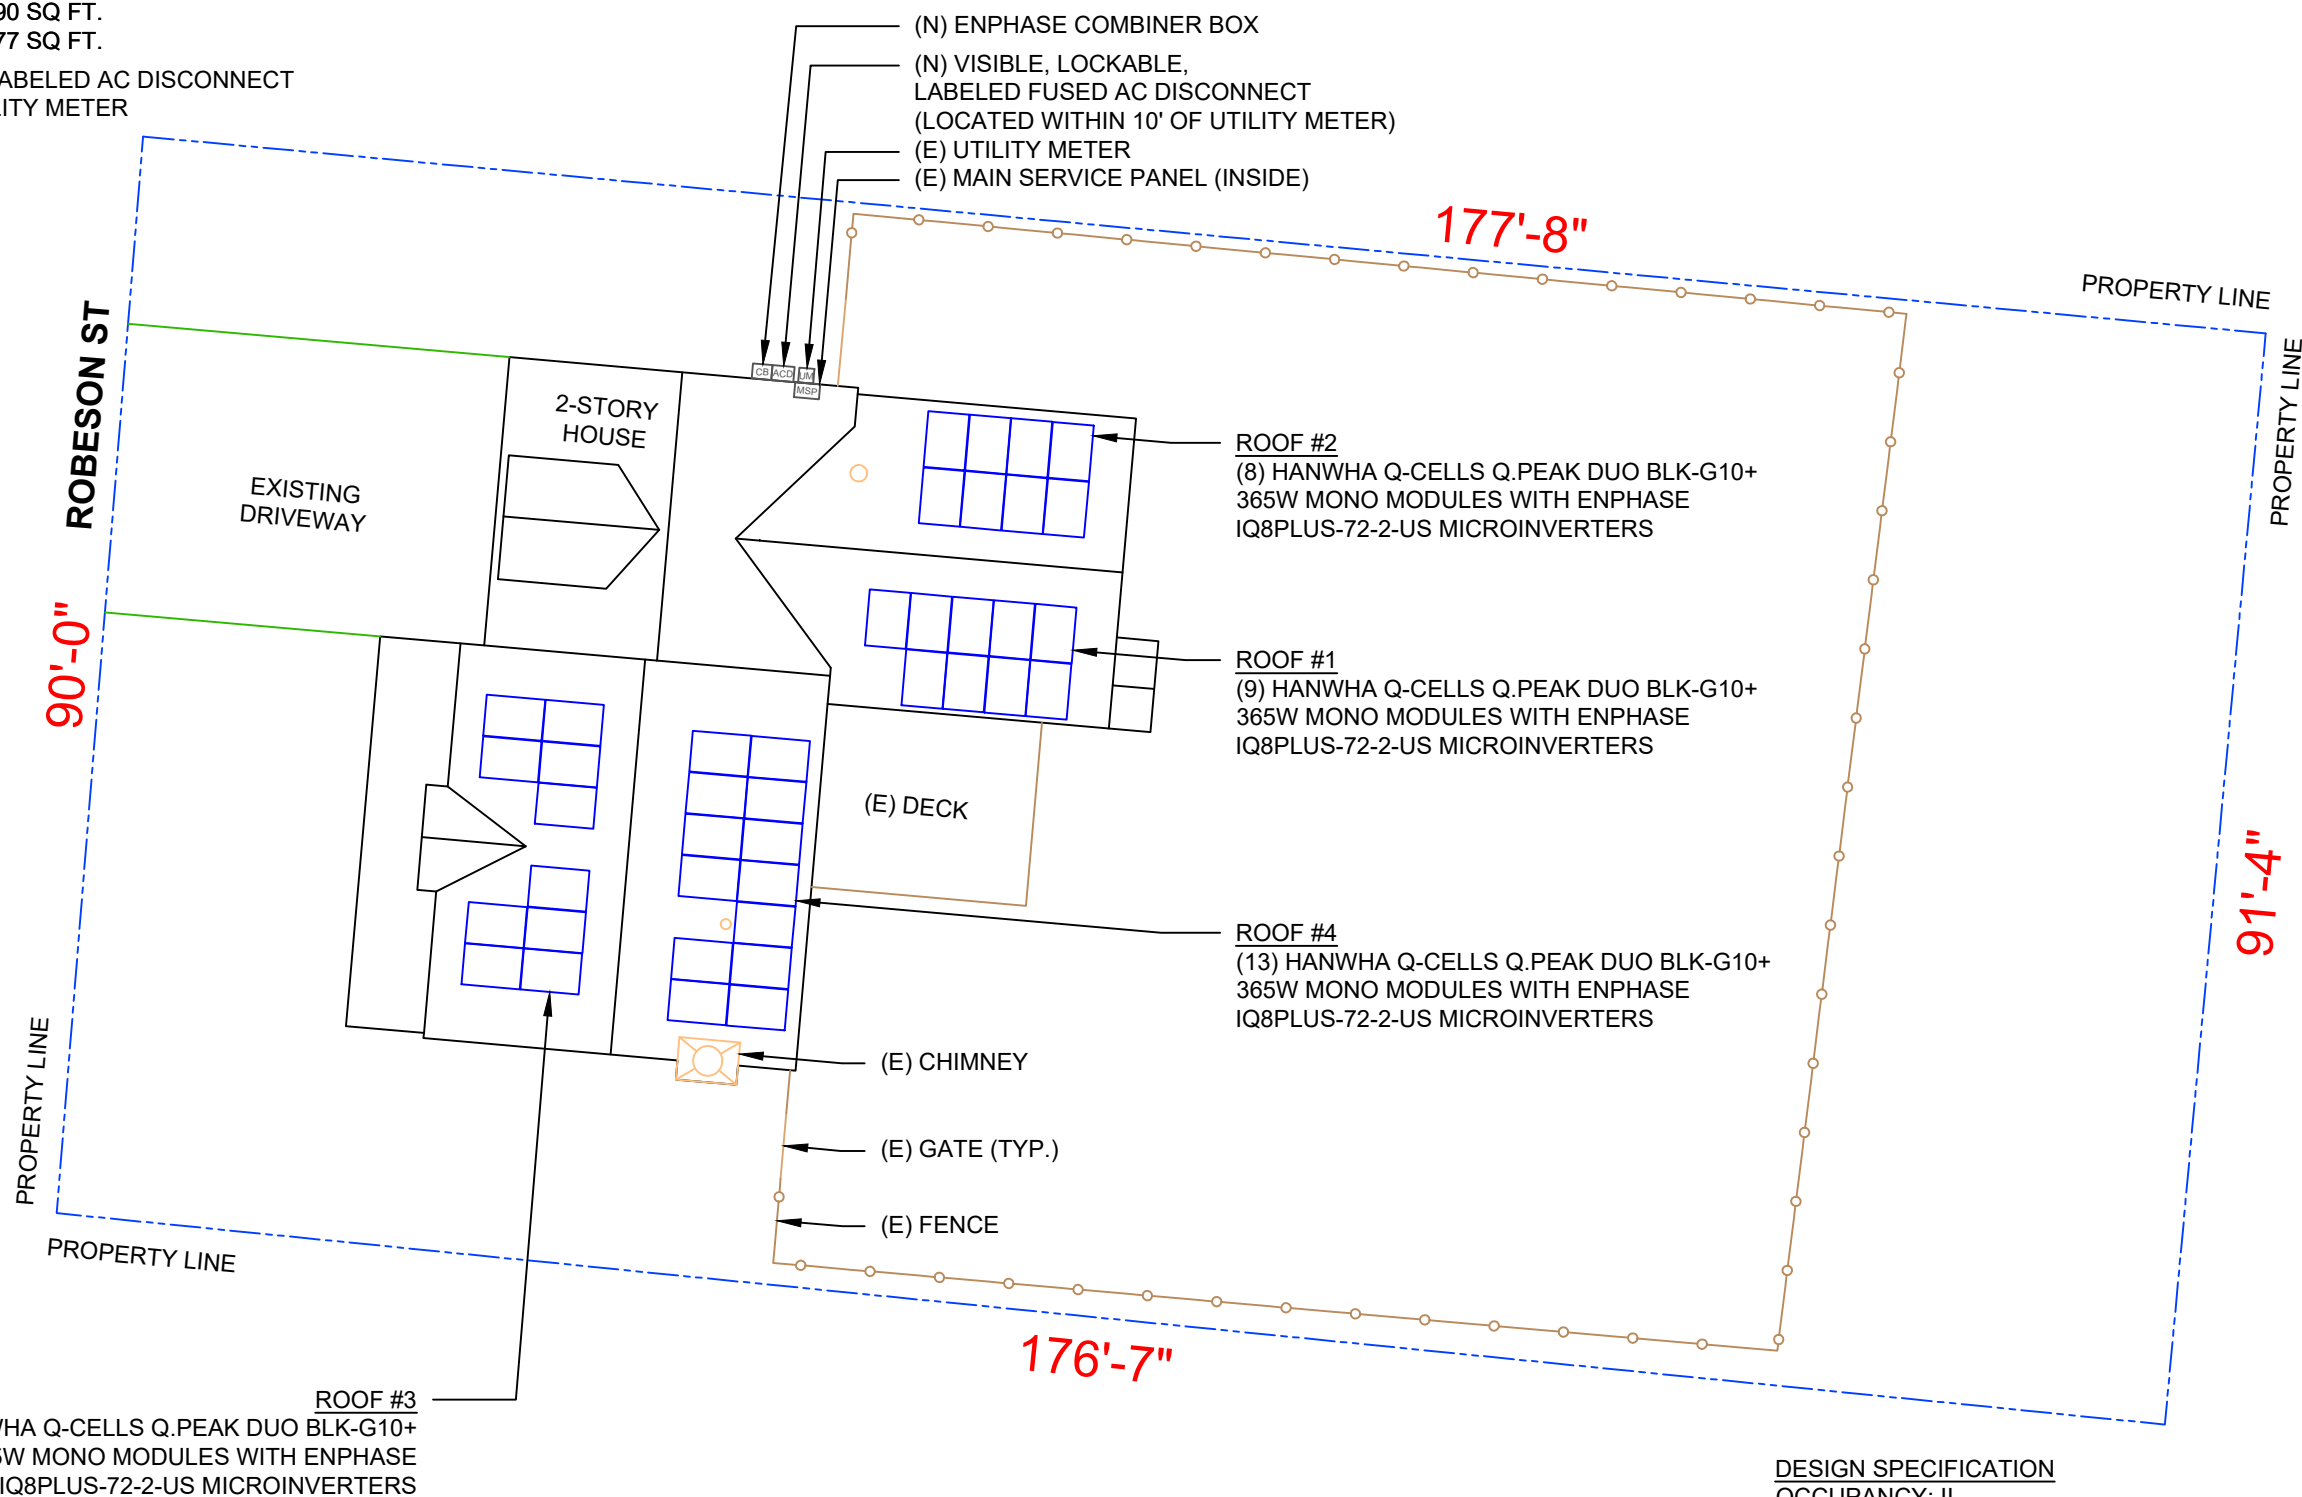 90 SQ FT.
77 SQ FT.
LABELED AC DISCONNECT
LITY METER
(N) ENPHASE COMBINER BOX
(N) VISIBLE, LOCKABLE,
LABELED FUSED AC DISCONNECT
(LOCATED WITHIN 10' OF UTILITY METER)
(E) UTILITY METER
(E) MAIN SERVICE PANEL (INSIDE)
177'-8"
PROPERTY LINE
PROPERTY LINE
ROBESON ST
CB
ACD
UM
MSP
2-STORY
HOUSE
EXISTING
DRIVEWAY
ROOF #2
(8) HANWHA Q-CELLS Q.PEAK DUO BLK-G10+
365W MONO MODULES WITH ENPHASE
IQ8PLUS-72-2-US MICROINVERTERS
90'-0"
ROOF #1
(9) HANWHA Q-CELLS Q.PEAK DUO BLK-G10+
365W MONO MODULES WITH ENPHASE
IQ8PLUS-72-2-US MICROINVERTERS
(E) DECK
91'-4"
ROOF #4
(13) HANWHA Q-CELLS Q.PEAK DUO BLK-G10+
365W MONO MODULES WITH ENPHASE
IQ8PLUS-72-2-US MICROINVERTERS
(E) CHIMNEY
(E) GATE (TYP.)
(E) FENCE
PROPERTY LINE
PROPERTY LINE
176'-7"
ROOF #3
WHA Q-CELLS Q.PEAK DUO BLK-G10+
5W MONO MODULES WITH ENPHASE
IQ8PLUS-72-2-US MICROINVERTERS
DESIGN SPECIFICATION
OCCUPANCY: II